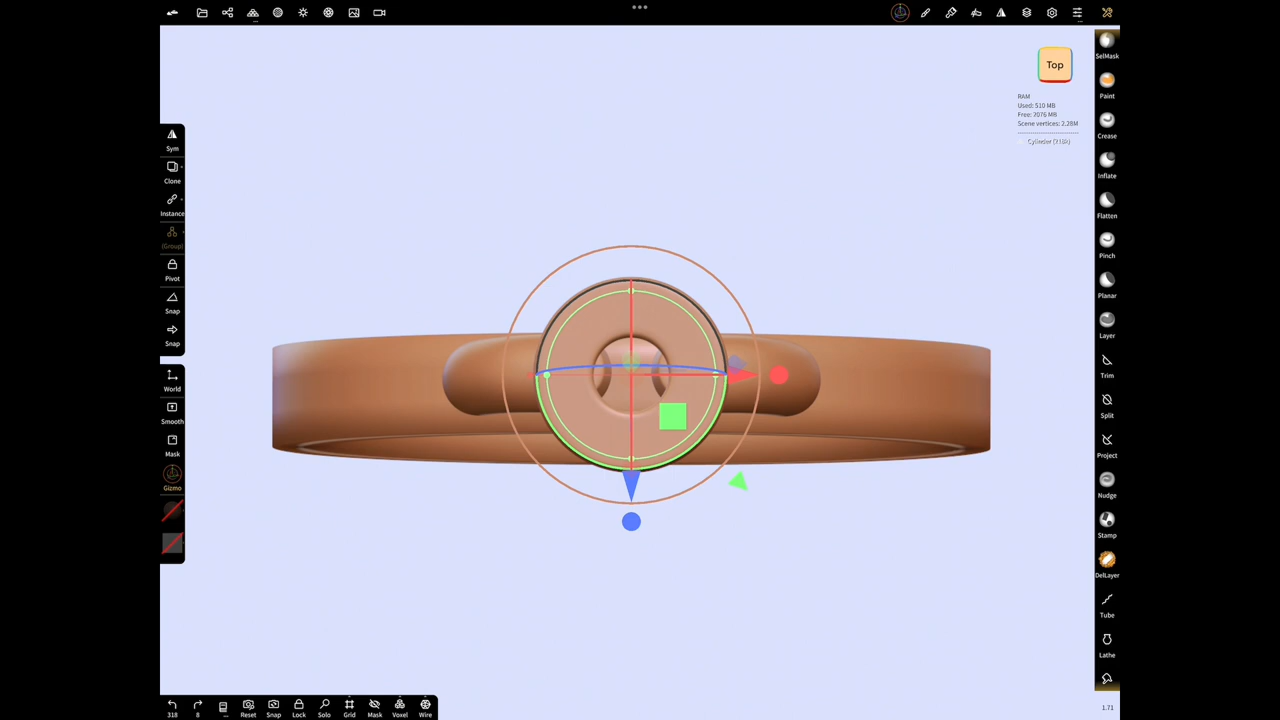 Top
RAM
Used: 510 MB
Free: 2076 MB
Scene vertices: 2.28M
Cylinder (218k)
Sym
Clone
Instance
(Group)
Pivot
Snap
Snap
World
Smooth
Mask
Gizmo
SelMask
Paint
Crease
Inflate
Flatten
Pinch
Planar
Layer
Trim
Split
Project
Nudge
Stamp
DelLayer
Tube
Lathe
318
8
...
Reset
Snap
Lock
Solo
Grid
Mask
Voxel
Wire
1.71